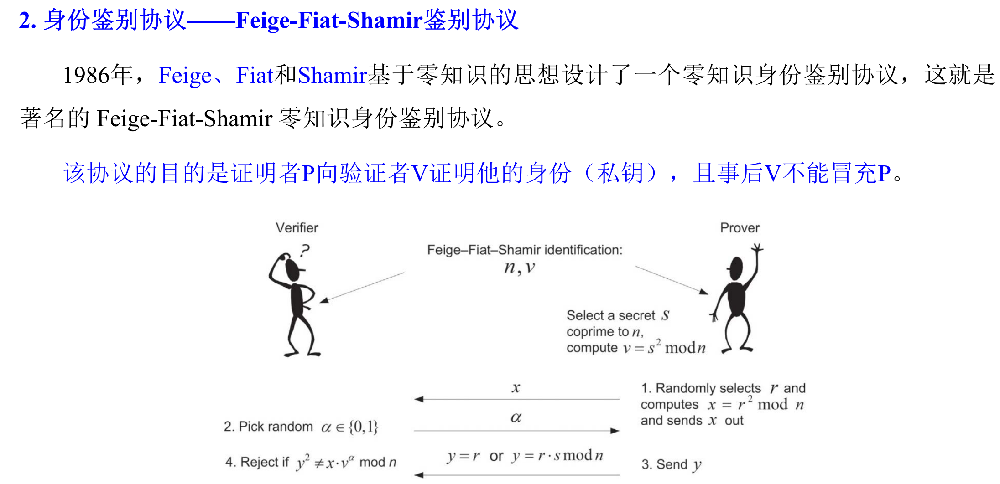 2. 身份鉴别协议——Feige-Fiat-Shamir鉴别协议
1986年，Feige、Fiat和Shamir基于零知识的思想设计了一个零知识身份鉴别协议，这就是
著名的 Feige-Fiat-Shamir 零知识身份鉴别协议。
该协议的目的是证明者P向验证者V证明他的身份（私钥），且事后V不能冒充P。
Verifier
Prover
?
Feige–Fiat–Shamir identification:
n, v
Select a secret s
coprime to n,
compute v = s² mod n
x
1. Randomly selects r and
computes x = r² mod n
and sends x out
α
2. Pick random α ∈ {0,1}
y = r or y = r · s mod n
4. Reject if y² ≠ x · v^α mod n
3. Send y